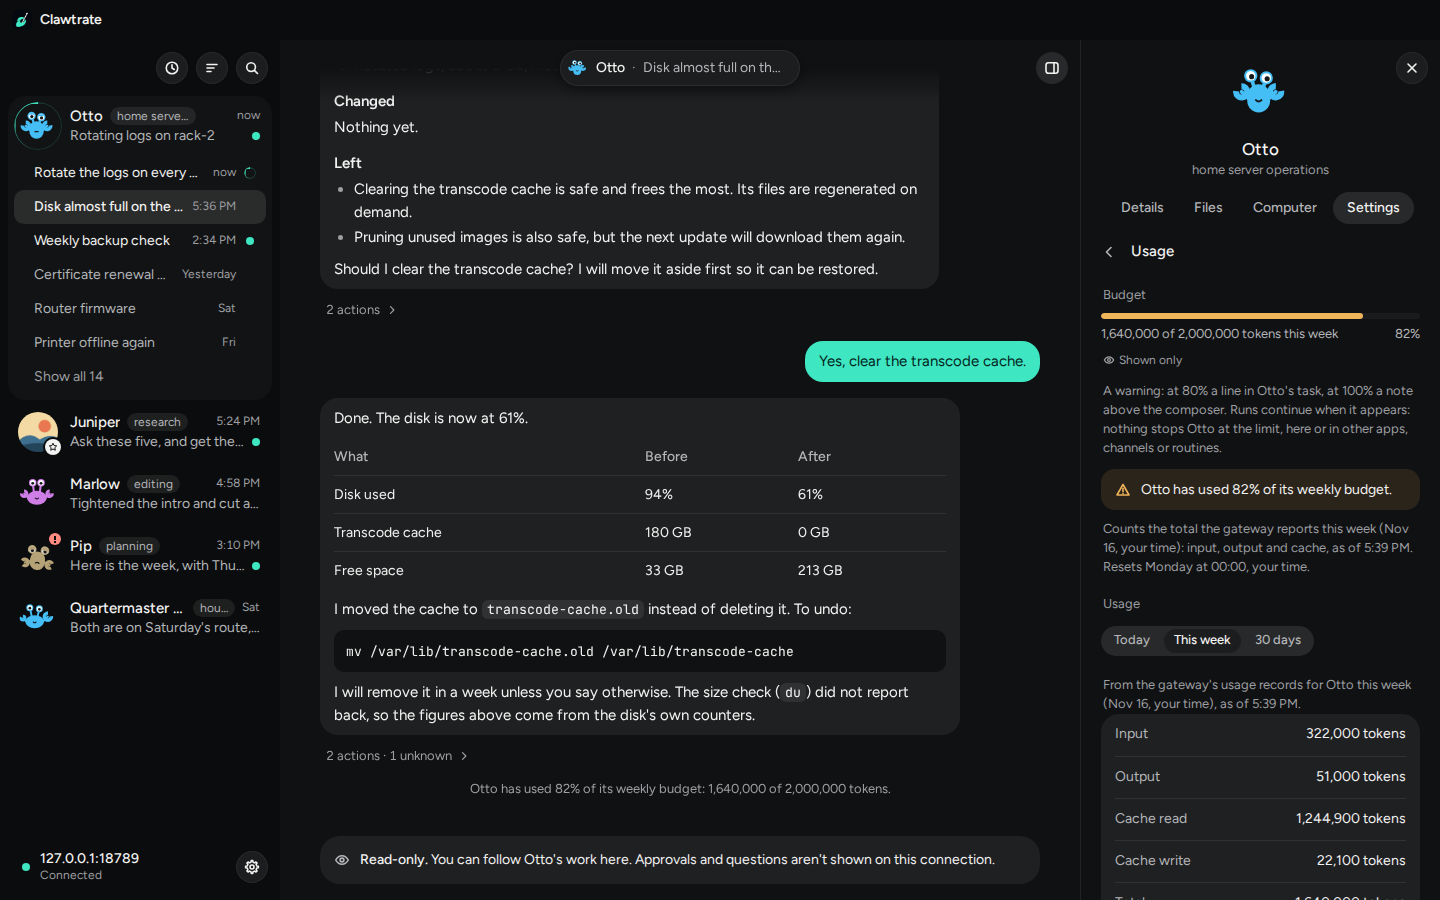 Clawtrate
Otto home serve... now
Rotating logs on rack-2
Rotate the logs on every ... now
Disk almost full on the ... 5:36 PM
Weekly backup check 2:34 PM
Certificate renewal ... Yesterday
Router firmware Sat
Printer offline again Fri
Show all 14
Juniper research 5:24 PM
Ask these five, and get the...
Marlow editing 4:58 PM
Tightened the intro and cut a...
Pip planning 3:10 PM
Here is the week, with Thu...
Quartermaster ... hou... Sat
Both are on Saturday's route,...
127.0.0.1:18789
Connected
Otto · Disk almost full on th...
Changed
Nothing yet.
Left
• Clearing the transcode cache is safe and frees the most. Its files are regenerated on
demand.
• Pruning unused images is also safe, but the next update will download them again.
Should I clear the transcode cache? I will move it aside first so it can be restored.
2 actions
Yes, clear the transcode cache.
Done. The disk is now at 61%.
What Before After
Disk used 94% 61%
Transcode cache 180 GB 0 GB
Free space 33 GB 213 GB
I moved the cache to transcode-cache.old instead of deleting it. To undo:
mv /var/lib/transcode-cache.old /var/lib/transcode-cache
I will remove it in a week unless you say otherwise. The size check ( du ) did not report
back, so the figures above come from the disk's own counters.
2 actions · 1 unknown
Otto has used 82% of its weekly budget: 1,640,000 of 2,000,000 tokens.
Read-only. You can follow Otto's work here. Approvals and questions aren't shown on this connection.
Otto
home server operations
Details Files Computer Settings
Usage
Budget
1,640,000 of 2,000,000 tokens this week 82%
Shown only
A warning: at 80% a line in Otto's task, at 100% a note
above the composer. Runs continue when it appears:
nothing stops Otto at the limit, here or in other apps,
channels or routines.
Otto has used 82% of its weekly budget.
Counts the total the gateway reports this week (Nov
16, your time): input, output and cache, as of 5:39 PM.
Resets Monday at 00:00, your time.
Usage
Today This week 30 days
From the gateway's usage records for Otto this week
(Nov 16, your time), as of 5:39 PM.
Input 322,000 tokens
Output 51,000 tokens
Cache read 1,244,900 tokens
Cache write 22,100 tokens